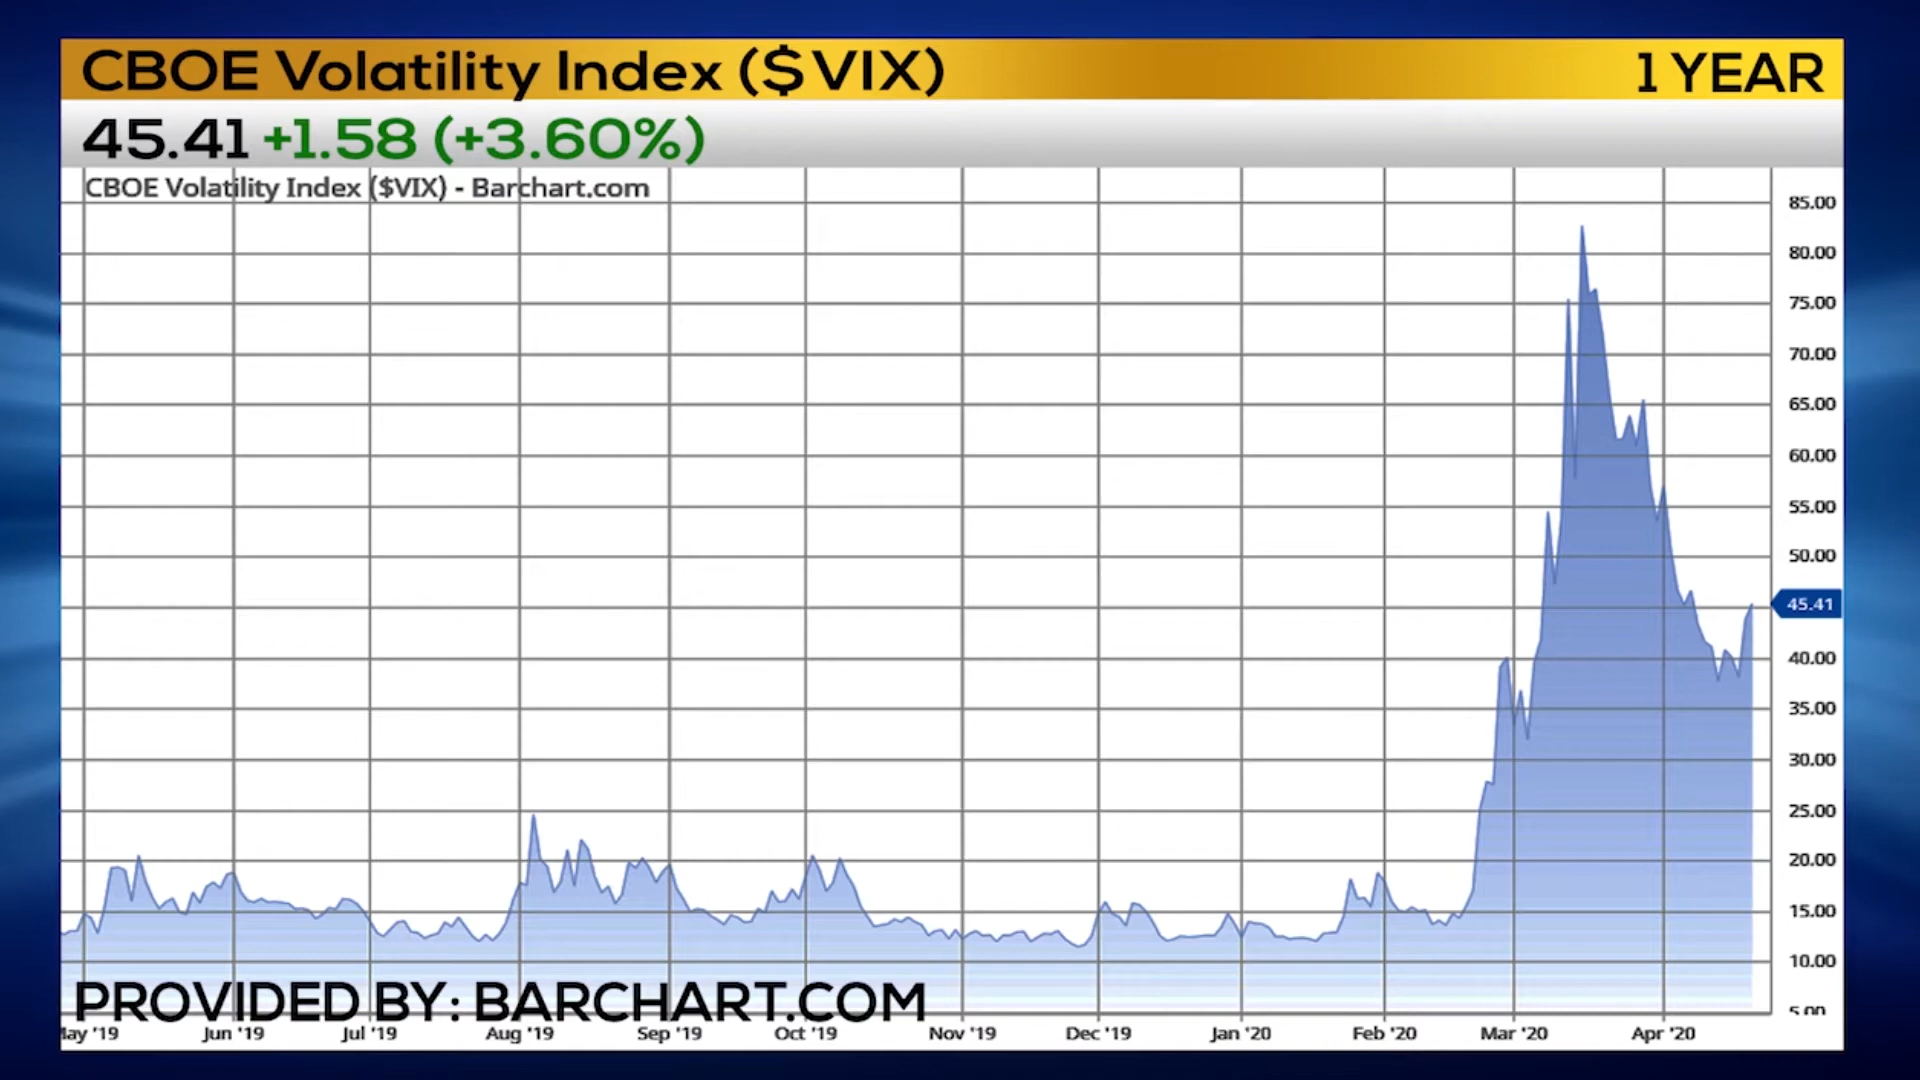 CBOE Volatility Index ($VIX)
1 YEAR
45.41 +1.58 (+3.60%)
CBOE Volatility Index ($VIX) - Barchart.com
85.00
80.00
75.00
70.00
65.00
60.00
55.00
50.00
45.41
40.00
35.00
30.00
25.00
20.00
15.00
10.00
5.00
PROVIDED BY: BARCHART.COM
May '19 Jun '19 Jul '19 Aug '19 Sep '19 Oct '19 Nov '19 Dec '19 Jan '20 Feb '20 Mar '20 Apr '20